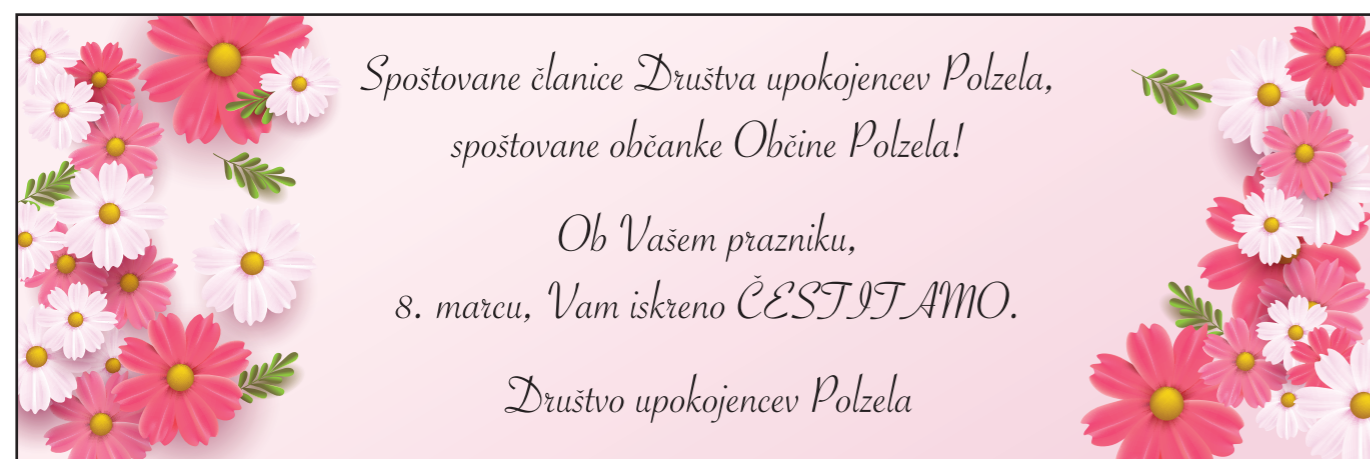 Spoštovane članice Društva upokojencev Polzela,
spoštovane občanke Občine Polzela!
Ob Vašem prazniku,
8. marcu, Vam iskreno ČESTITAMO.
Društvo upokojencev Polzela